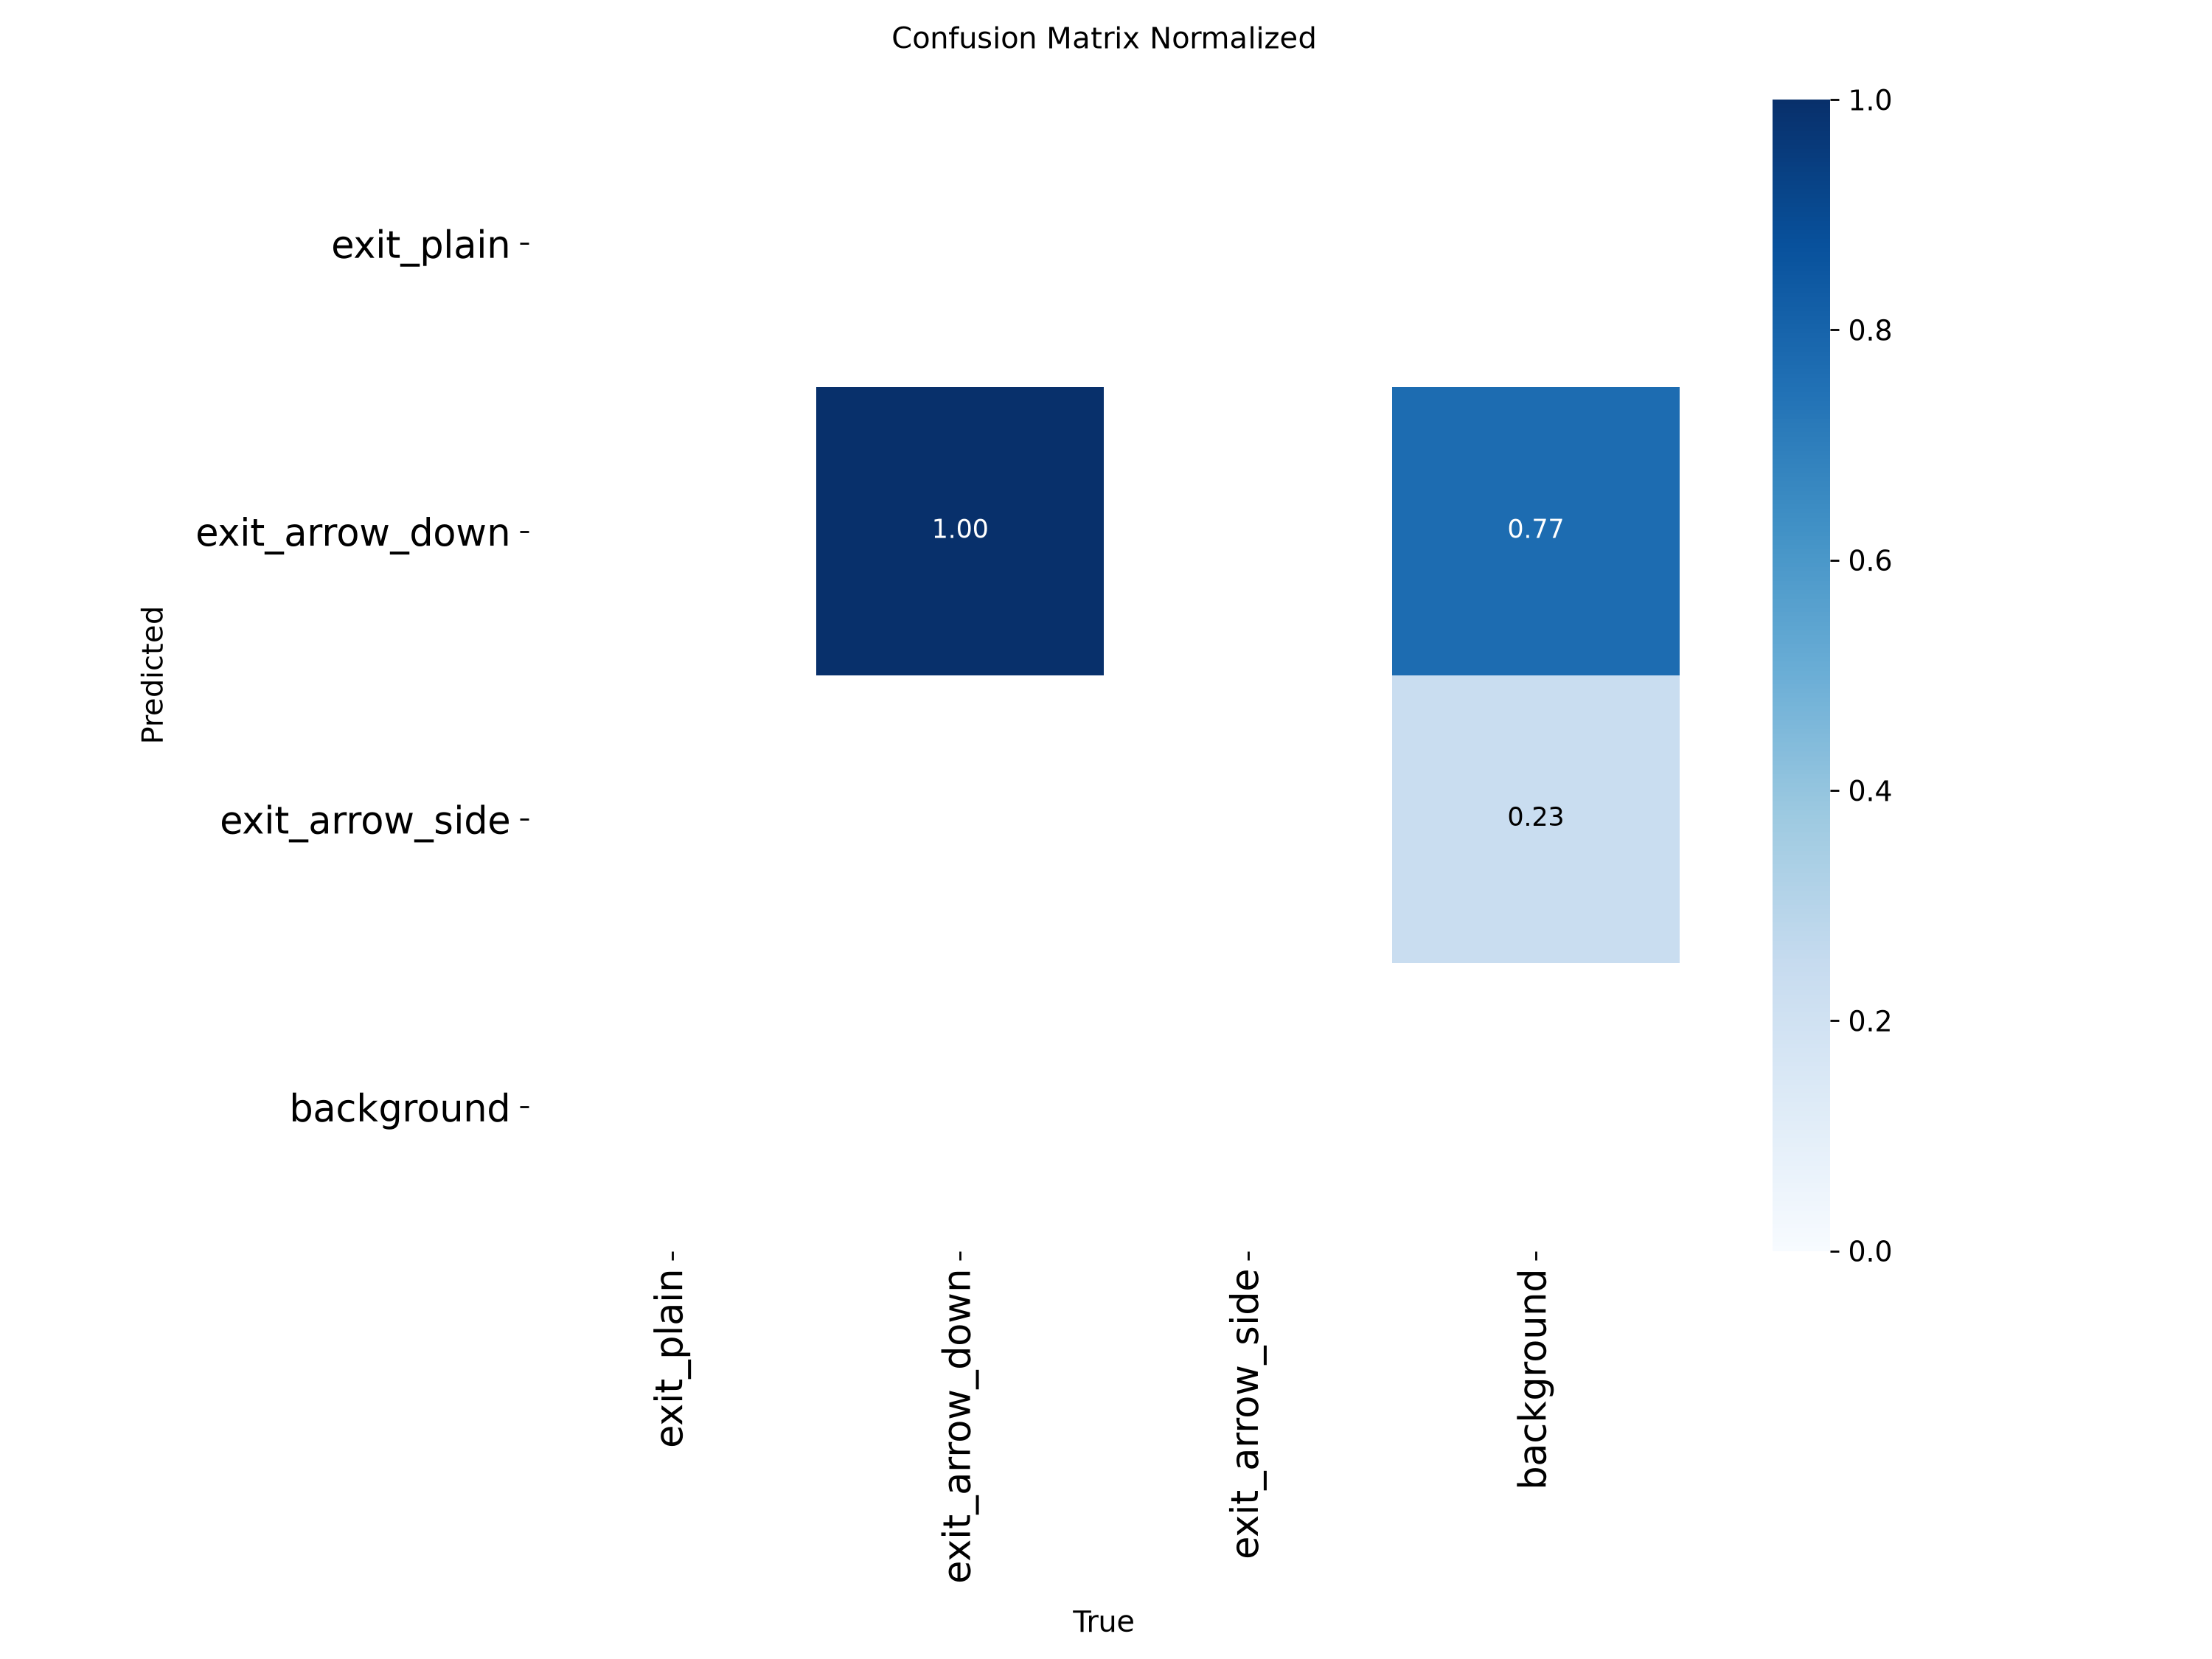 Confusion Matrix Normalized
1.0
0.8
0.6
0.4
0.2
0.0
Predicted
exit_plain
exit_arrow_down
1.00
0.77
exit_arrow_side
0.23
background
exit_plain
exit_arrow_down
exit_arrow_side
background
True